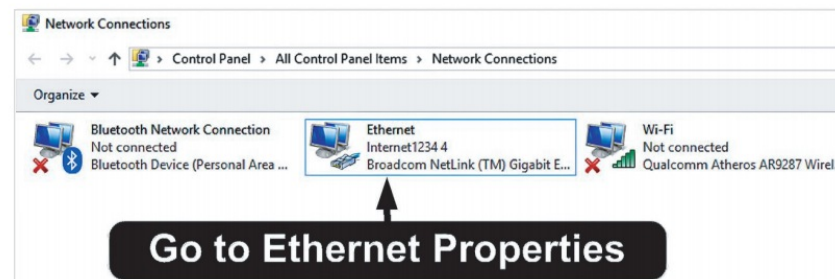 Network Connections
Control Panel > All Control Panel Items > Network Connections
Organize
Bluetooth Network Connection
Not connected
Bluetooth Device (Personal Area ...
Ethernet
Internet1234 4
Broadcom NetLink (TM) Gigabit E...
Wi-Fi
Not connected
Qualcomm Atheros AR9287 Wirel
Go to Ethernet Properties